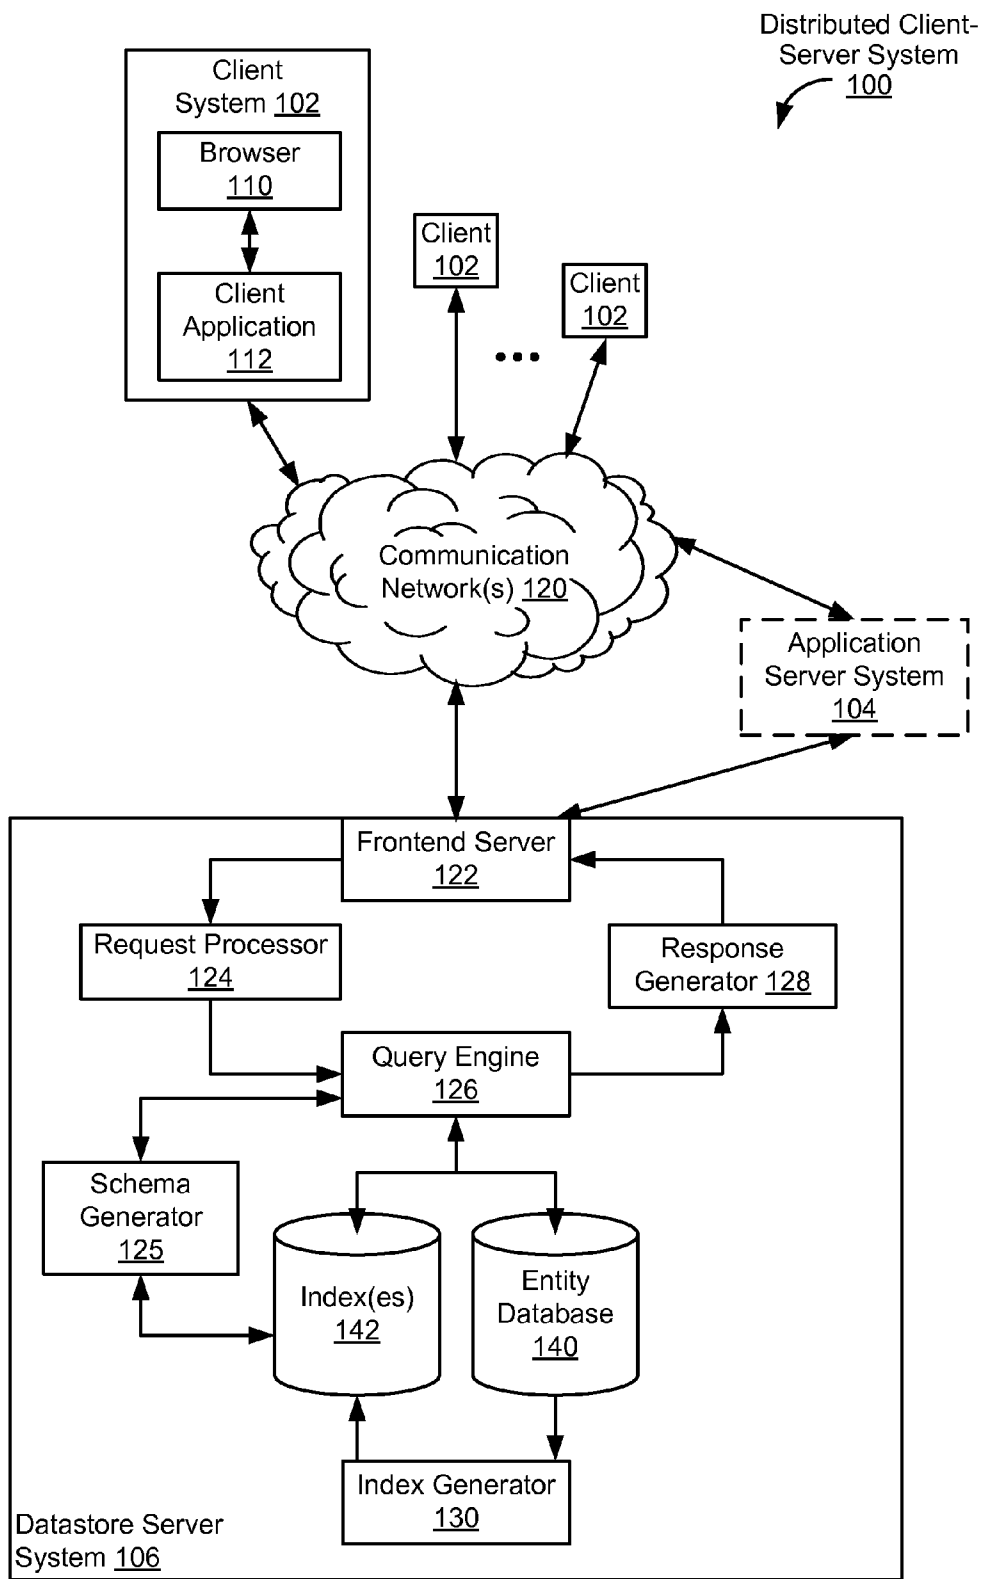 Distributed Client-
Server System
100
Client
System 102
Browser
110
Client
Application
112
Client
102
Client
102
Communication
Network(s) 120
Application
Server System
104
Frontend Server
122
Request Processor
124
Response
Generator 128
Query Engine
126
Schema
Generator
125
Index(es)
142
Entity
Database
140
Index Generator
130
Datastore Server
System 106